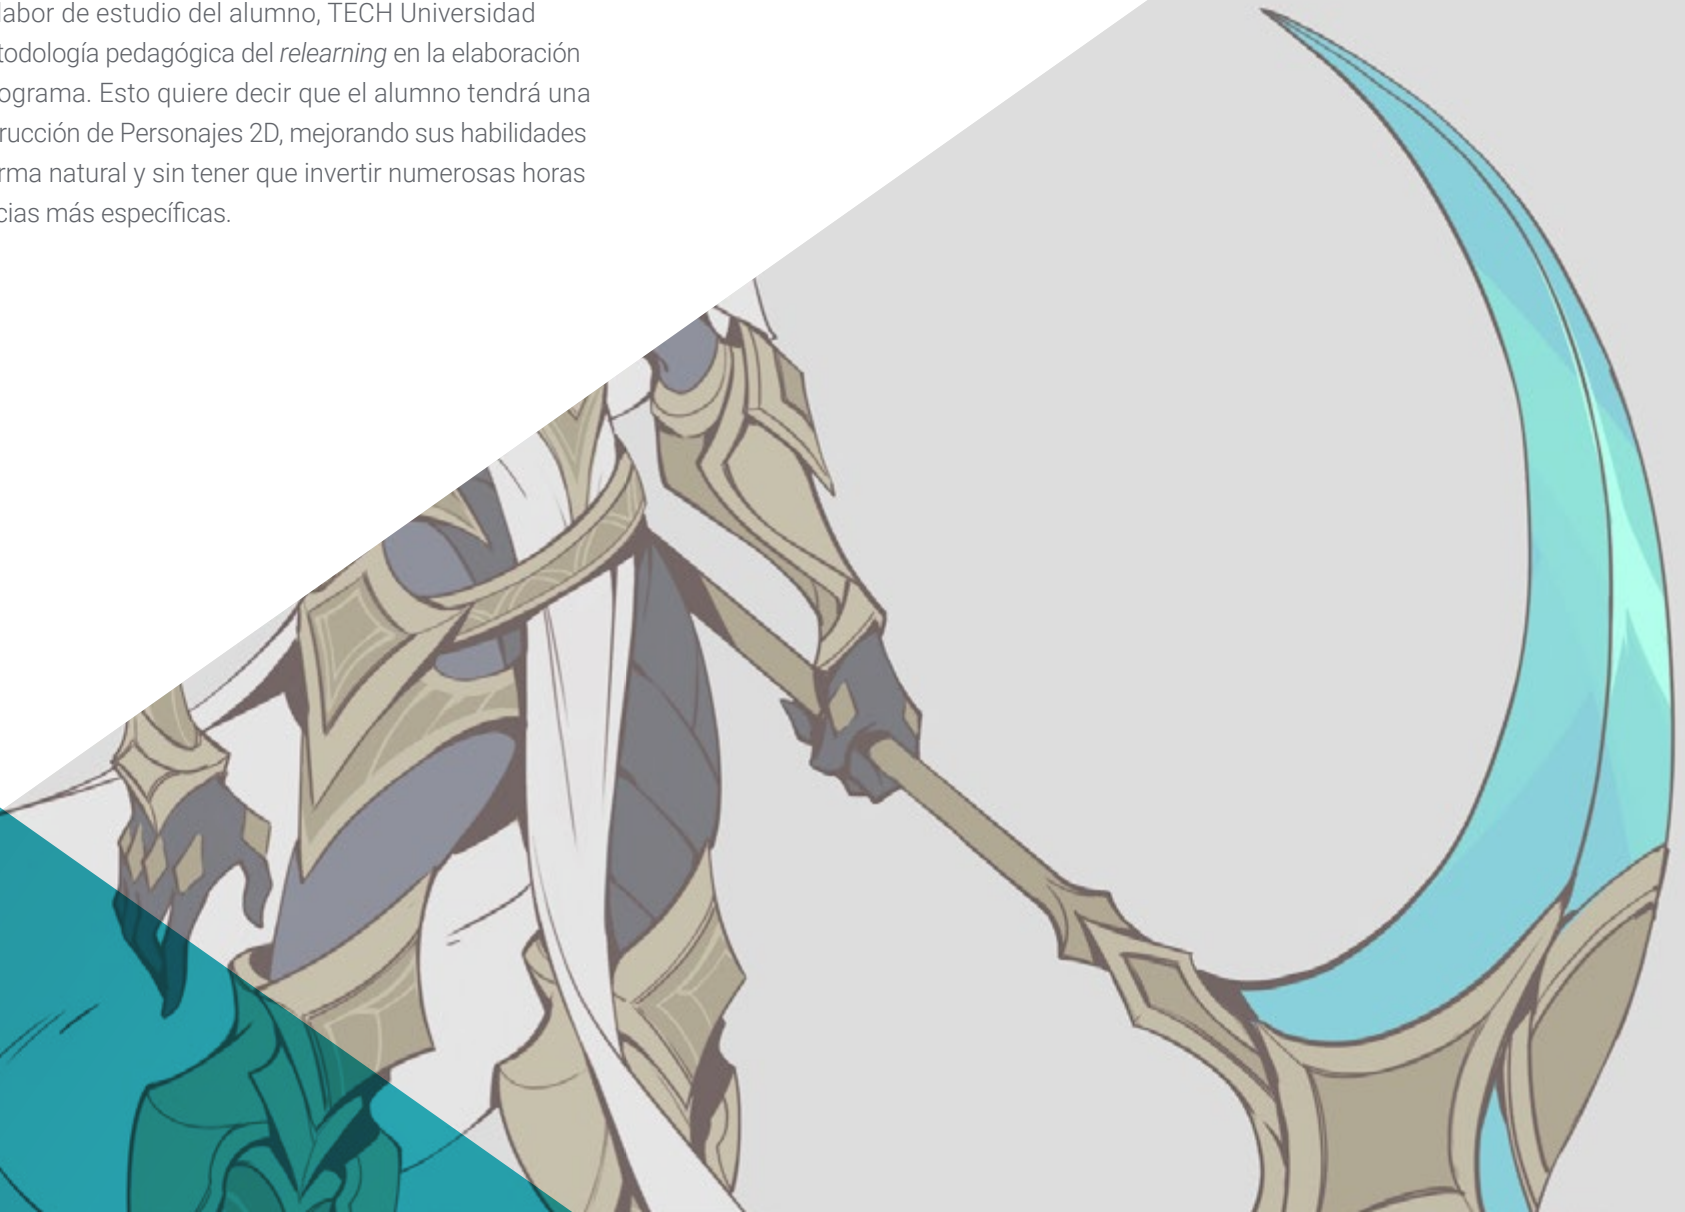 labor de estudio del alumno, TECH Universidad
todología pedagógica del relearning en la elaboración
ograma. Esto quiere decir que el alumno tendrá una
rucción de Personajes 2D, mejorando sus habilidades
rma natural y sin tener que invertir numerosas horas
cias más específicas.